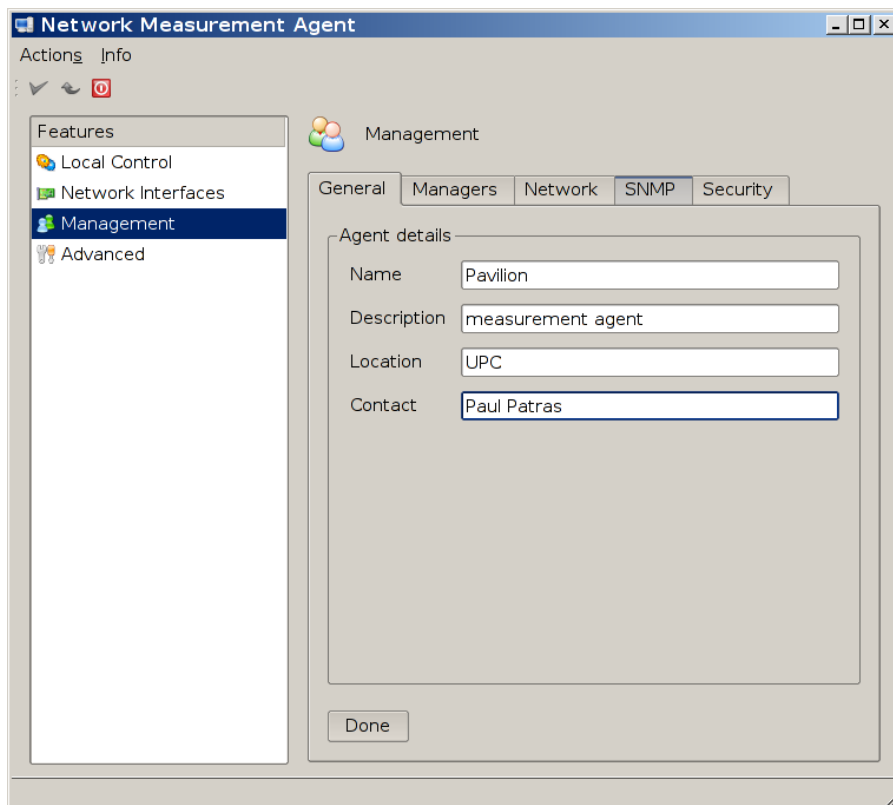 Network Measurement Agent
Actions Info
Features
Local Control
Network Interfaces
Management
Advanced
Management
General Managers Network SNMP Security
Agent details
Name Pavilion
Description measurement agent
Location UPC
Contact Paul Patras
Done